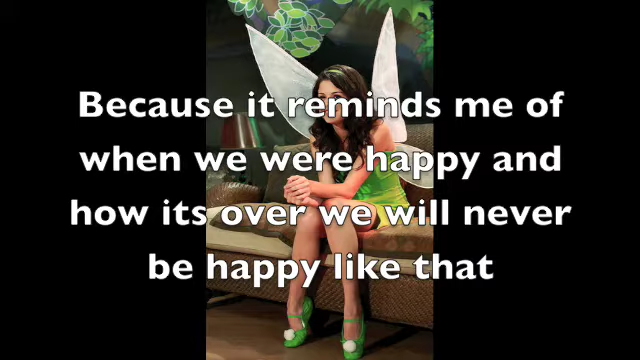 Because it reminds me of
when we were happy and
how its over we will never
be happy like that